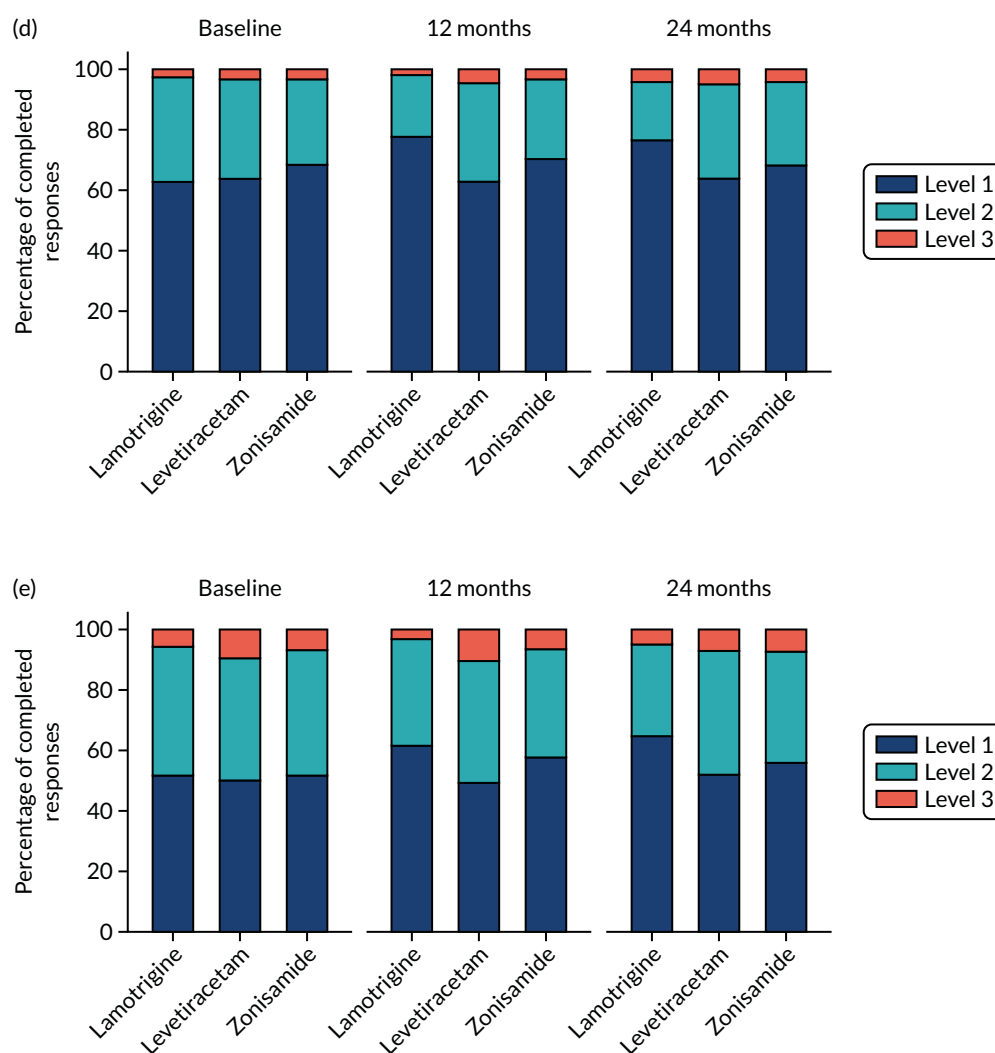 (d)
Baseline
12 months
24 months
Percentage of completed
responses
100
80
60
40
20
0
Lamotrigine
Levetiracetam
Zonisamide
Lamotrigine
Levetiracetam
Zonisamide
Lamotrigine
Levetiracetam
Zonisamide
Level 1
Level 2
Level 3
(e)
Baseline
12 months
24 months
Percentage of completed
responses
100
80
60
40
20
0
Lamotrigine
Levetiracetam
Zonisamide
Lamotrigine
Levetiracetam
Zonisamide
Lamotrigine
Levetiracetam
Zonisamide
Level 1
Level 2
Level 3